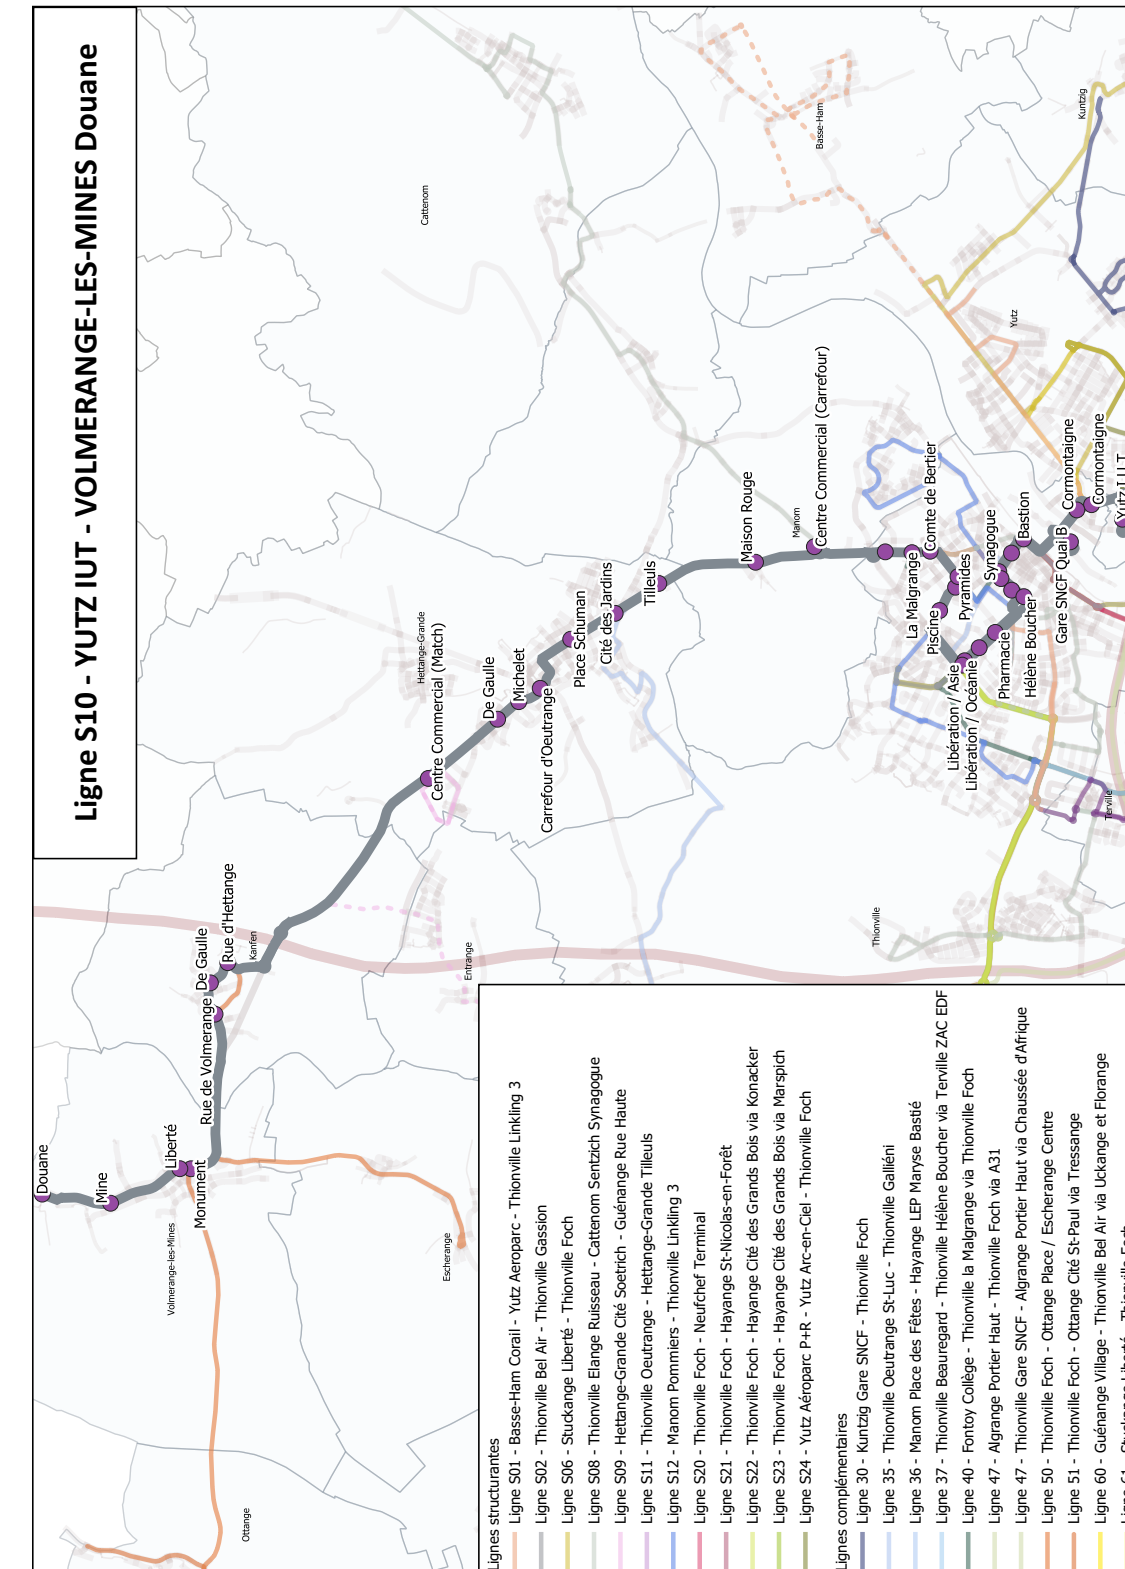 Ligne S10 - YUTZ IUT - VOLMERANGE-LES-MINES Douane
Douane
Mine
Liberté
Monument
Volmerange-les-Mines
Rue de Volmerange
De Gaulle
Rue d'Hettange
Kanfen
Escherange
Entrange
Ottange
Cattenom
Hettange-Grande
Centre Commercial (Match)
De Gaulle
Michelet
Carrefour d'Oeutrange
Place Schuman
Cité des Jardins
Tilleuls
Maison Rouge
Manom
Centre Commercial (Carrefour)
Comte de Bertier
La Malgrange
Piscine
Pyramides
Synagogue
Bastion
Libération / Asie
Libération / Océanie
Pharmacie
Hélène Boucher
Gare SNCF Quai B
Cormontaigne
Cormontaigne
Yutz I.U.T
Basse-Ham
Kuntzig
Yutz
Terville
Thionville
Lignes structurantes
Ligne S01 - Basse-Ham Corail - Yutz Aeroparc - Thionville Linkling 3
Ligne S02 - Thionville Bel Air - Thionville Gassion
Ligne S06 - Stuckange Liberté - Thionville Foch
Ligne S08 - Thionville Elange Ruisseau - Cattenom Sentzich Synagogue
Ligne S09 - Hettange-Grande Cité Soetrich - Guénange Rue Haute
Ligne S11 - Thionville Oeutrange - Hettange-Grande Tilleuls
Ligne S12 - Manom Pommiers - Thionville Linkling 3
Ligne S20 - Thionville Foch - Neufchef Terminal
Ligne S21 - Thionville Foch - Hayange St-Nicolas-en-Forêt
Ligne S22 - Thionville Foch - Hayange Cité des Grands Bois via Konacker
Ligne S23 - Thionville Foch - Hayange Cité des Grands Bois via Marspich
Ligne S24 - Yutz Aéroparc P+R - Yutz Arc-en-Ciel - Thionville Foch
Lignes complémentaires
Ligne 30 - Kuntzig Gare SNCF - Thionville Foch
Ligne 35 - Thionville Oeutrange St-Luc - Thionville Galliéni
Ligne 36 - Manom Place des Fêtes - Hayange LEP Maryse Bastié
Ligne 37 - Thionville Beauregard - Thionville Hélène Boucher via Terville ZAC EDF
Ligne 40 - Fontoy Collège - Thionville la Malgrange via Thionville Foch
Ligne 47 - Algrange Portier Haut - Thionville Foch via A31
Ligne 47 - Thionville Gare SNCF - Algrange Portier Haut via Chaussée d'Afrique
Ligne 50 - Thionville Foch - Ottange Place / Escherange Centre
Ligne 51 - Thionville Foch - Ottange Cité St-Paul via Tressange
Ligne 60 - Guénange Village - Thionville Bel Air via Uckange et Florange